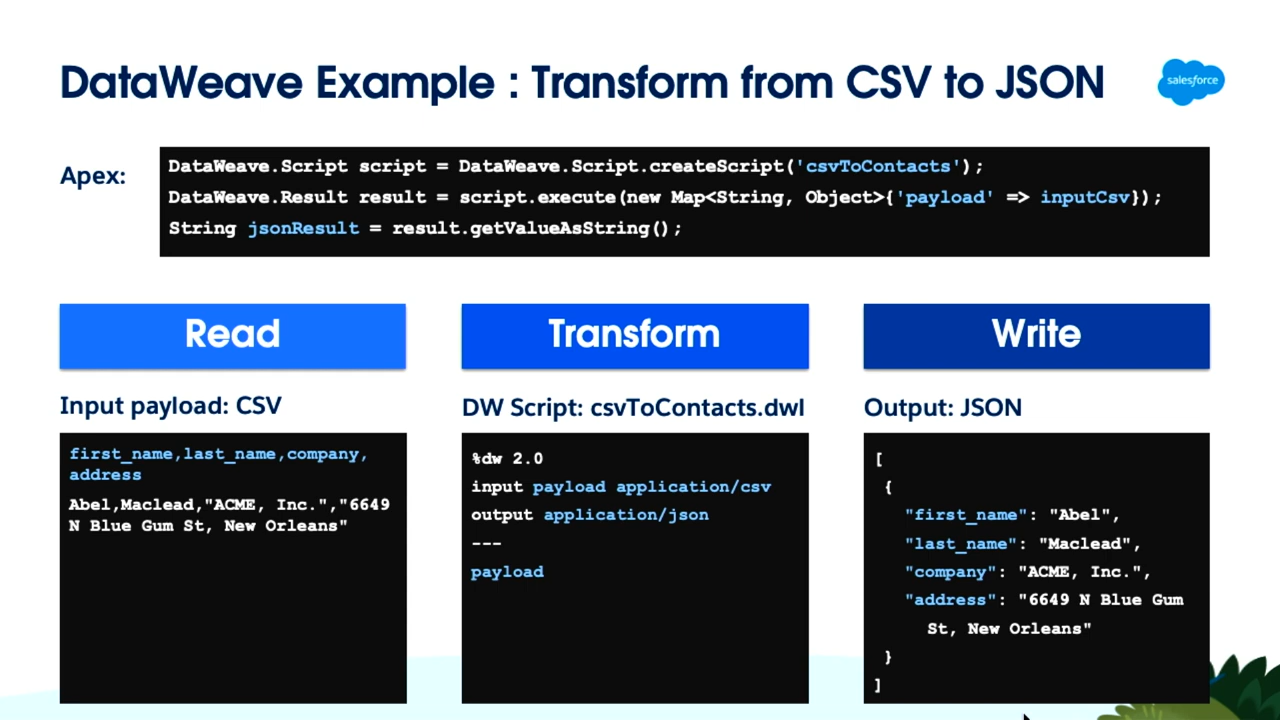 DataWeave Example : Transform from CSV to JSON
salesforce
Apex:
DataWeave.Script script = DataWeave.Script.createScript('csvToContacts');
DataWeave.Result result = script.execute(new Map<String, Object>{'payload' => inputCsv});
String jsonResult = result.getValueAsString();
Read
Input payload: CSV
first_name,last_name,company,
address
Abel,Maclead,"ACME, Inc.","6649
N Blue Gum St, New Orleans"
Transform
DW Script: csvToContacts.dwl
%dw 2.0
input payload application/csv
output application/json
---
payload
Write
Output: JSON
[
{
"first_name": "Abel",
"last_name": "Maclead",
"company": "ACME, Inc.",
"address": "6649 N Blue Gum
St, New Orleans"
}
]